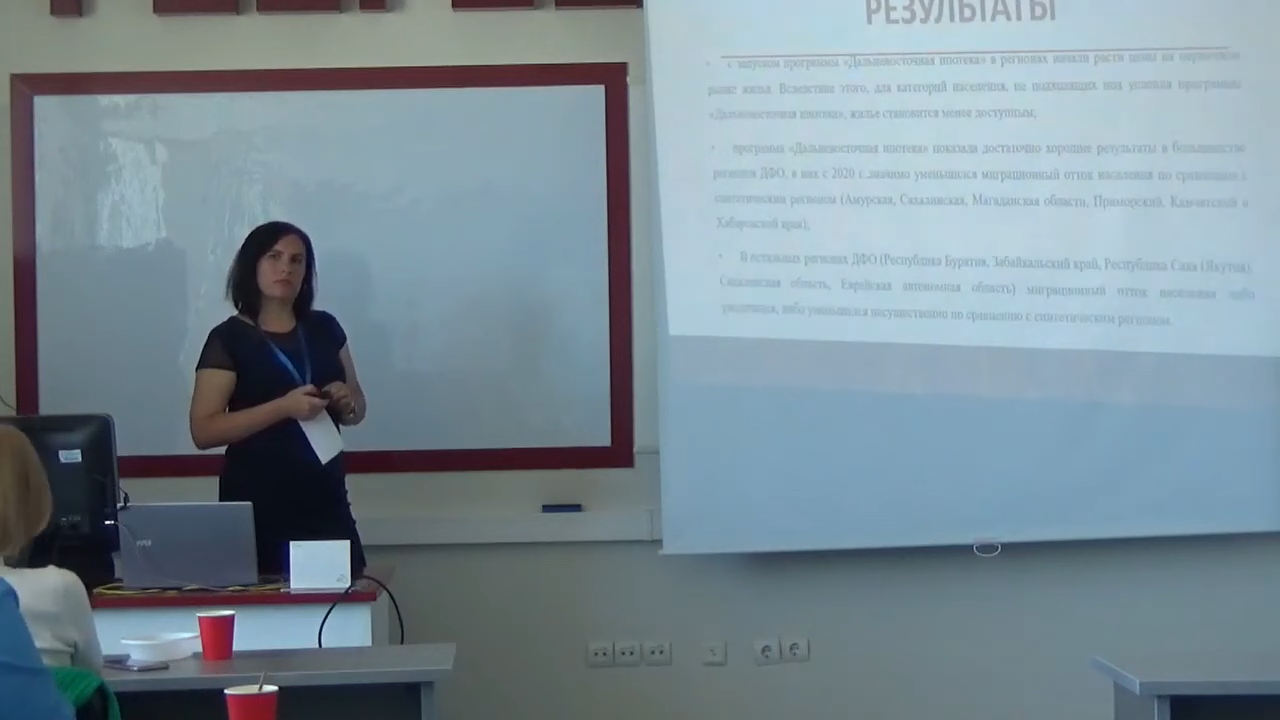 РЕЗУЛЬТАТЫ
• с запуском программы «Дальневосточная ипотека» в регионах начали расти цены на первичном
рынке жилья. Вследствие этого, для категорий населения, не подходящих под условия программы
«Дальневосточная ипотека», жилье становится менее доступным;
• программа «Дальневосточная ипотека» показала достаточно хорошие результаты в большинстве
регионов ДФО, в них с 2020 г. значимо уменьшился миграционный отток населения по сравнению с
синтетическим регионом (Амурская, Сахалинская, Магаданская области, Приморский, Камчатский и
Хабаровский края);
• В остальных регионах ДФО (Республика Бурятия, Забайкальский край, Республика Саха (Якутия),
Сахалинская область, Еврейская автономная область) миграционный отток населения либо
увеличился, либо уменьшился несущественно по сравнению с синтетическим регионом.
msi